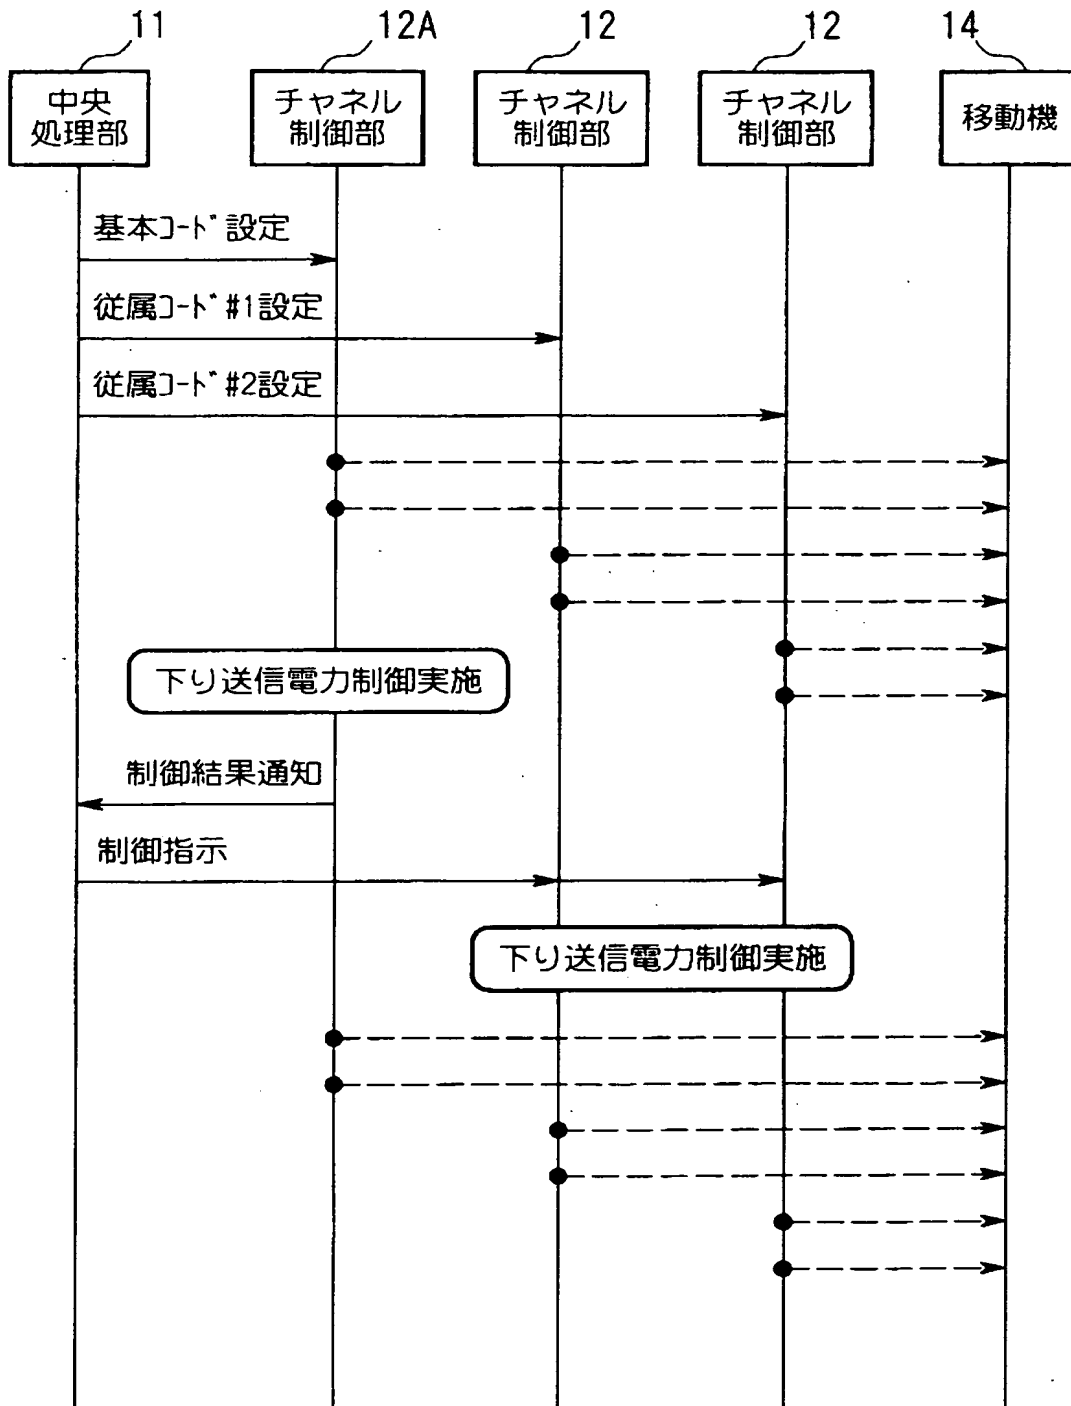 11
12A
12
12
14
中央
処理部
チャネル
制御部
チャネル
制御部
チャネル
制御部
移動機
基本コード設定
従属コード#1設定
従属コード#2設定
下り送信電力制御実施
制御結果通知
制御指示
下り送信電力制御実施